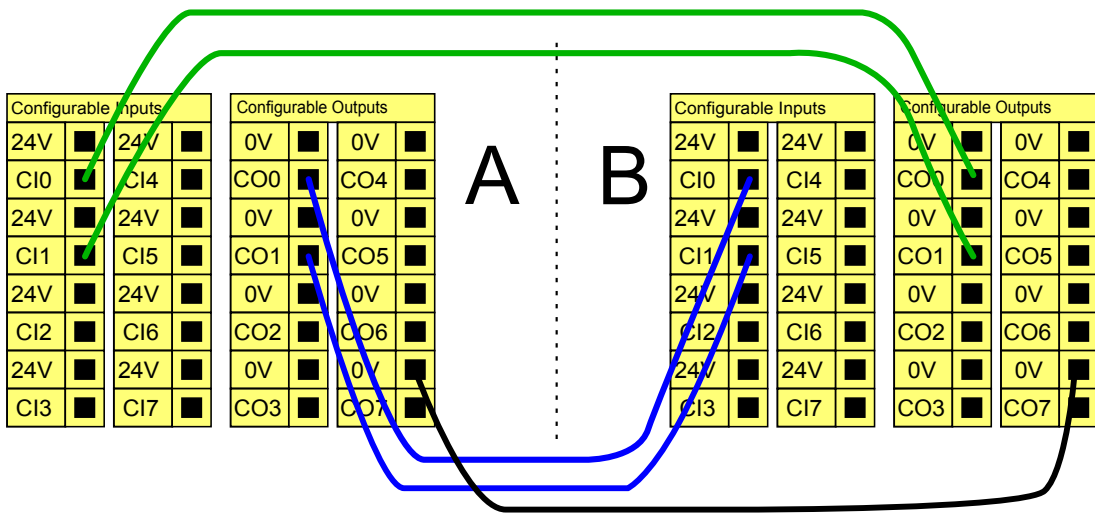 Configurable Inputs
24V 24V
CI0 CI4
24V 24V
CI1 CI5
24V 24V
CI2 CI6
24V 24V
CI3 CI7
Configurable Outputs
0V 0V
CO0 CO4
0V 0V
CO1 CO5
0V 0V
CO2 CO6
0V 0V
CO3 CO7
A
B
Configurable Inputs
24V 24V
CI0 CI4
24V 24V
CI1 CI5
24V 24V
CI2 CI6
24V 24V
CI3 CI7
Configurable Outputs
0V 0V
CO0 CO4
0V 0V
CO1 CO5
0V 0V
CO2 CO6
0V 0V
CO3 CO7